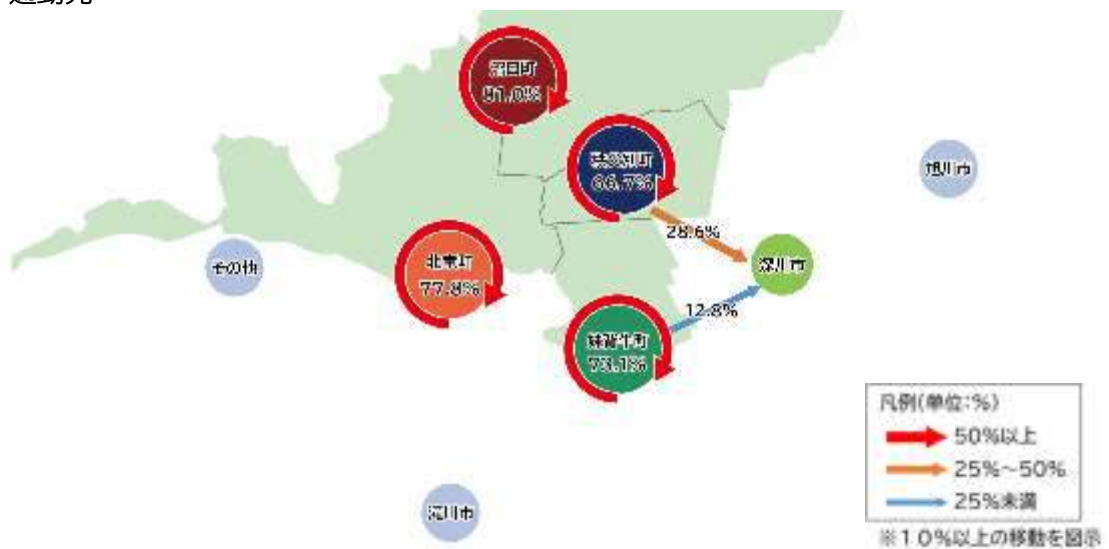 沼田町
81.0%
秩父別町
66.7%
旭川市
28.6%
その他
北竜町
77.8%
深川市
12.8%
妹背牛町
73.1%
凡例(単位:%)
50%以上
25%~50%
25%未満
滝川市
※10%以上の移動を図示